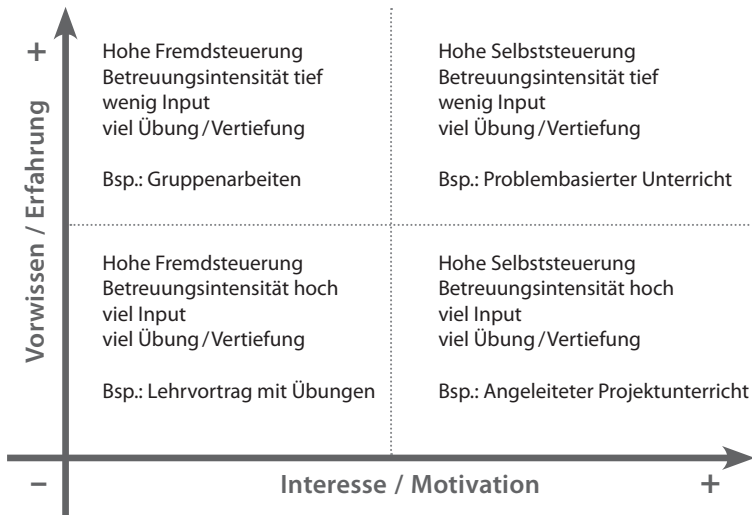 +
Vorwissen / Erfahrung
Hohe Fremdsteuerung
Betreuungsintensität tief
wenig Input
viel Übung / Vertiefung
Bsp.: Gruppenarbeiten
Hohe Selbststeuerung
Betreuungsintensität tief
wenig Input
viel Übung / Vertiefung
Bsp.: Problembasierter Unterricht
Hohe Fremdsteuerung
Betreuungsintensität hoch
viel Input
viel Übung / Vertiefung
Bsp.: Lehrvortrag mit Übungen
Hohe Selbststeuerung
Betreuungsintensität hoch
viel Input
viel Übung / Vertiefung
Bsp.: Angeleiteter Projektunterricht
–
Interesse / Motivation
+